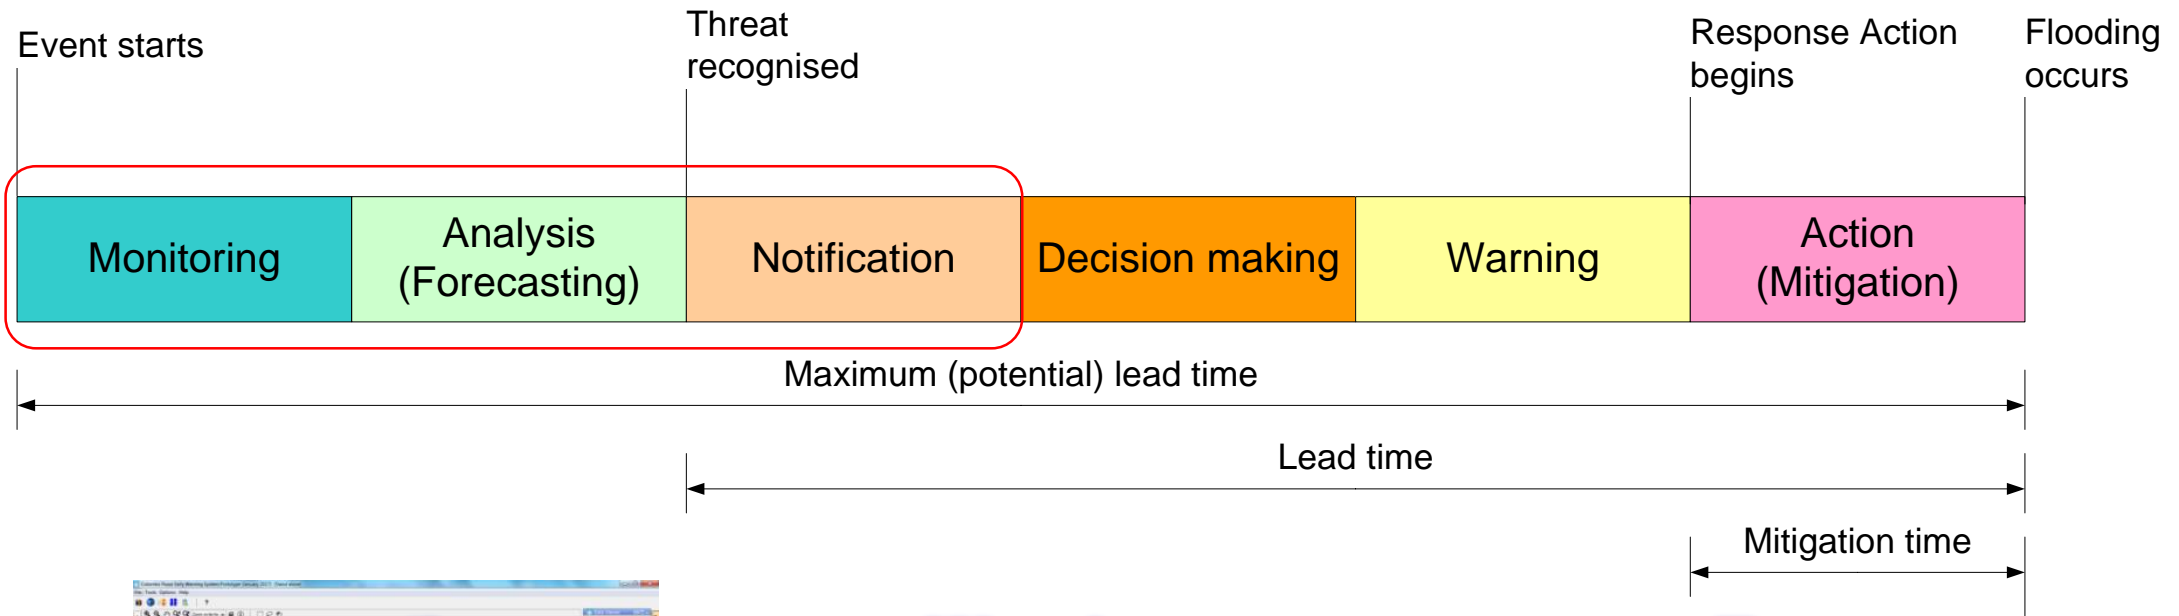 Event starts
Threat
recognised
Response Action
begins
Flooding
occurs
Monitoring
Analysis
(Forecasting)
Notification
Decision making
Warning
Action
(Mitigation)
Maximum (potential) lead time
Lead time
Mitigation time